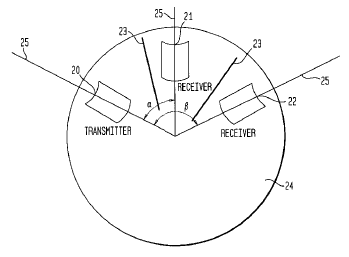 25
21
23
23
25
20
RECEIVER
25
22
α
β
TRANSMITTER
RECEIVER
24